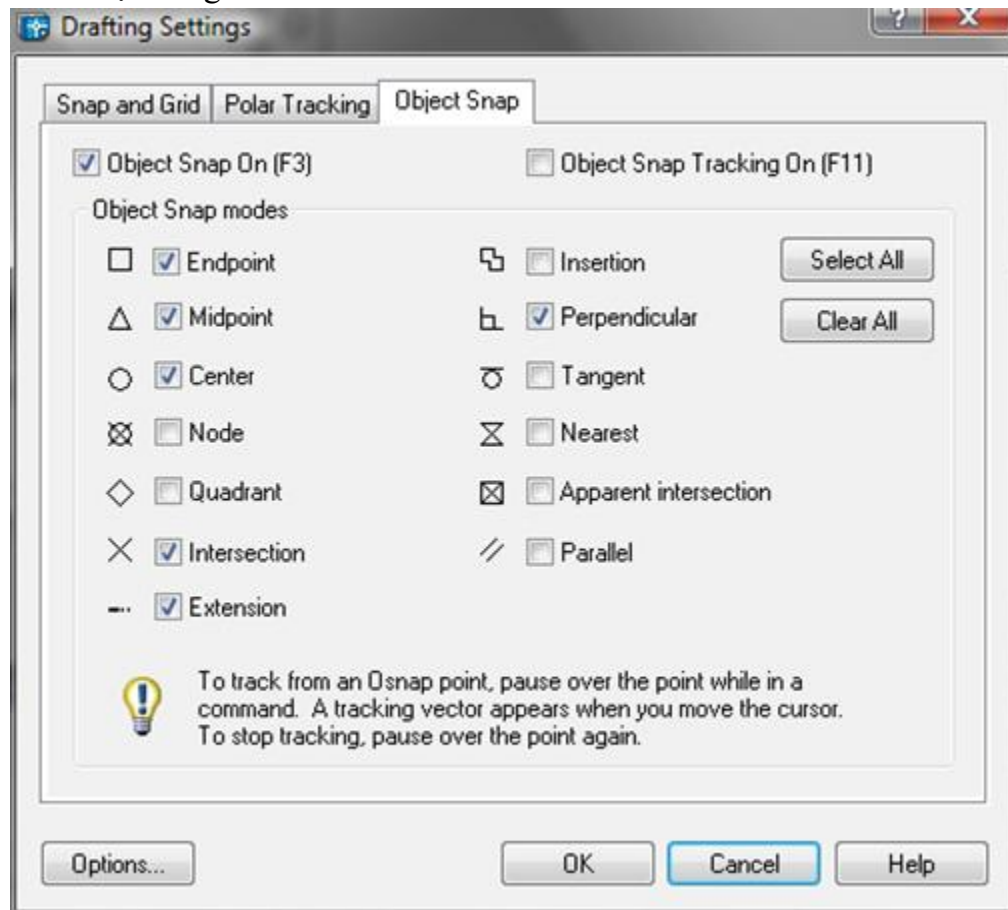 Drafting Settings
?
X
Snap and Grid
Polar Tracking
Object Snap
Object Snap On (F3)
Object Snap Tracking On (F11)
Object Snap modes
Endpoint
Insertion
Select All
Midpoint
Perpendicular
Clear All
Center
Tangent
Node
Nearest
Quadrant
Apparent intersection
Intersection
Parallel
Extension
To track from an Osnap point, pause over the point while in a
command. A tracking vector appears when you move the cursor.
To stop tracking, pause over the point again.
Options...
OK
Cancel
Help